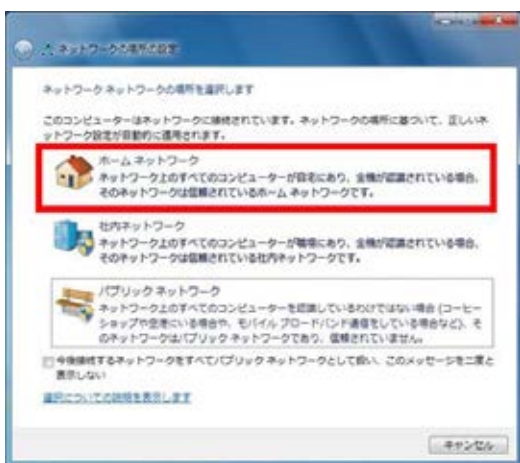 ネットワークの場所の設定
ネットワーク ネットワークの場所を選択します
このコンピューターはネットワークに接続されています。ネットワークの場所に基づいて、正しいネ
ットワーク設定が自動的に適用されます。
ホーム ネットワーク
ネットワーク上のすべてのコンピューターが自宅にあり、全機が認識されている場合、
そのネットワークは信頼されているホーム ネットワークです。
社内ネットワーク
ネットワーク上のすべてのコンピューターが職場にあり、全機が認識されている場合、
そのネットワークは信頼されている社内ネットワークです。
パブリック ネットワーク
ネットワーク上のすべてのコンピューターを認識しているわけではない場合 (コーヒー
ショップや空港にいる場合や、モバイル ブロードバンド通信をしている場合など)、そ
のネットワークはパブリック ネットワークであり、信頼されていません。
今後接続するネットワークをすべてパブリック ネットワークとして扱い、このメッセージを二度と
表示しない
選択についての説明を表示します
キャンセル